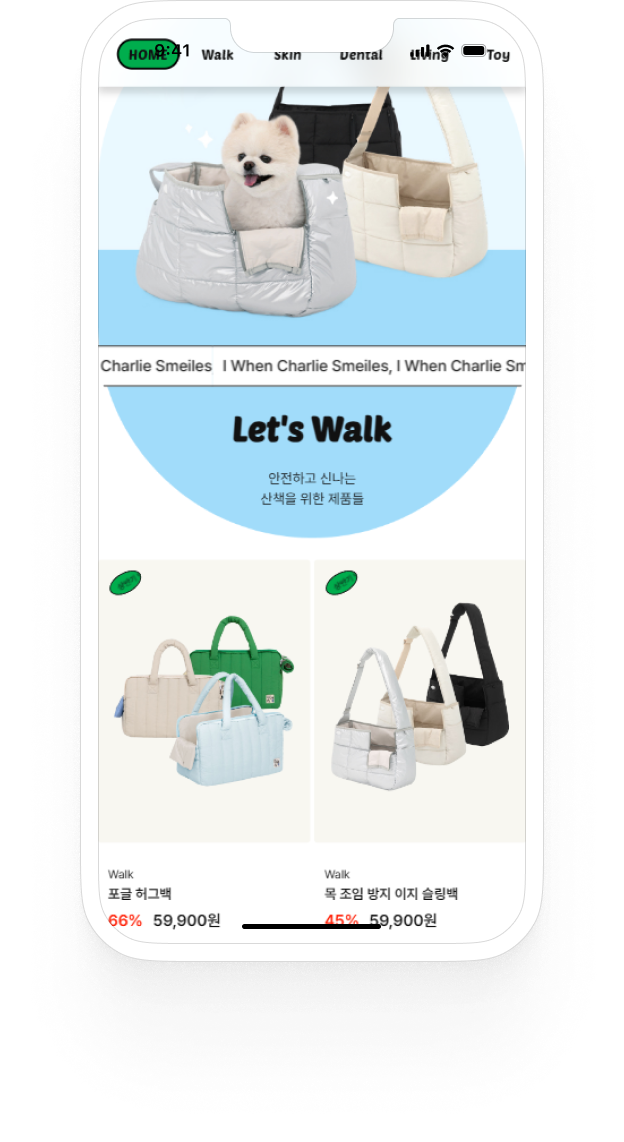 HOME Walk Skin Dental Living Toy
9:41
Charlie Smeiles I When Charlie Smeiles, I When Charlie Sm
Let's Walk
안전하고 신나는
산책을 위한 제품들
Walk
포글 허그백
66% 59,900원
Walk
목 조임 방지 이지 슬링백
45% 59,900원